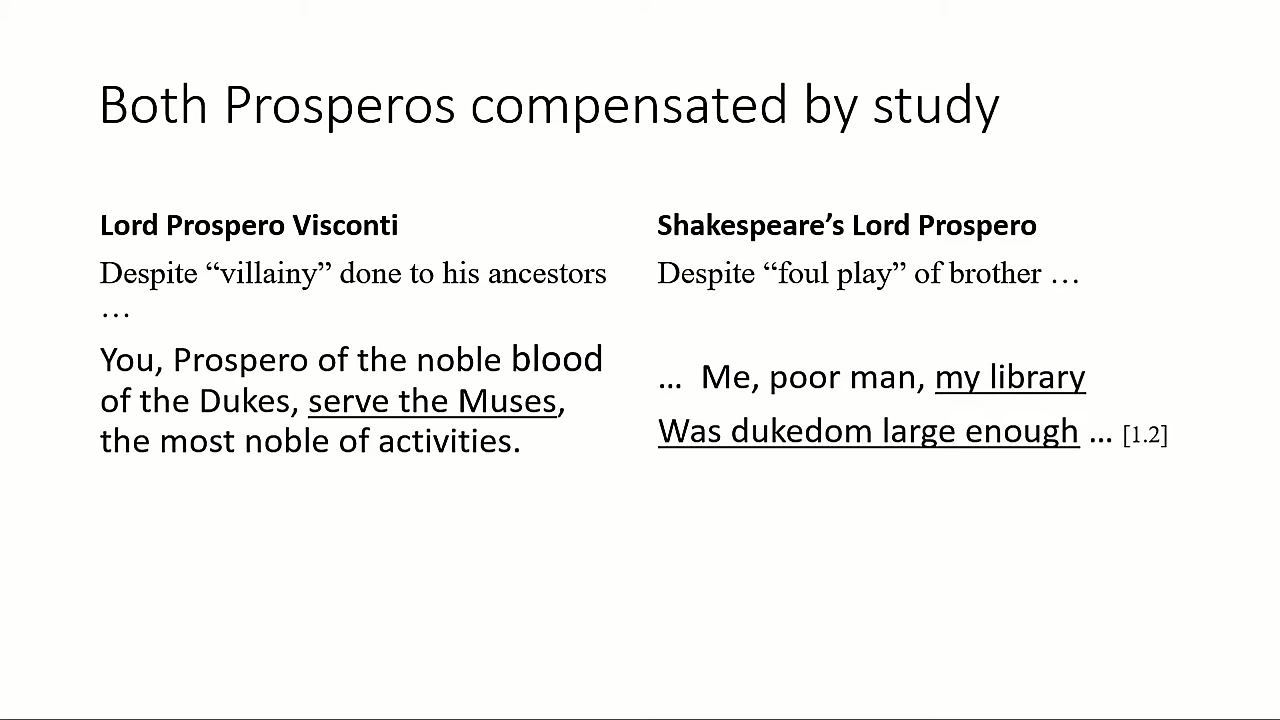 Both Prosperos compensated by study
Lord Prospero Visconti
Despite “villainy” done to his ancestors
…
You, Prospero of the noble blood
of the Dukes, serve the Muses,
the most noble of activities.
Shakespeare’s Lord Prospero
Despite “foul play” of brother …
… Me, poor man, my library
Was dukedom large enough … [1.2]